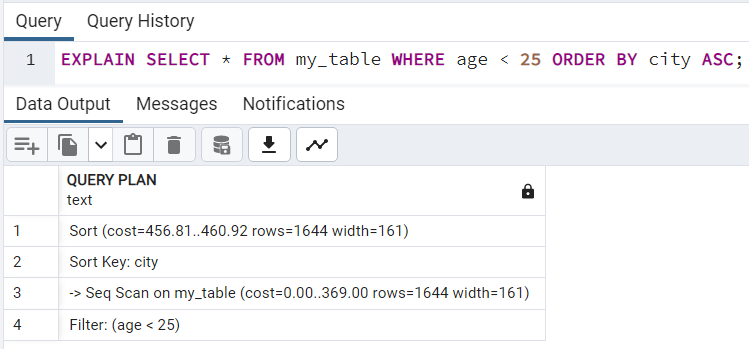 Query Query History
1 EXPLAIN SELECT * FROM my_table WHERE age < 25 ORDER BY city ASC;
Data Output Messages Notifications
QUERY PLAN
text
1 Sort (cost=456.81..460.92 rows=1644 width=161)
2 Sort Key: city
3 -> Seq Scan on my_table (cost=0.00..369.00 rows=1644 width=161)
4 Filter: (age < 25)